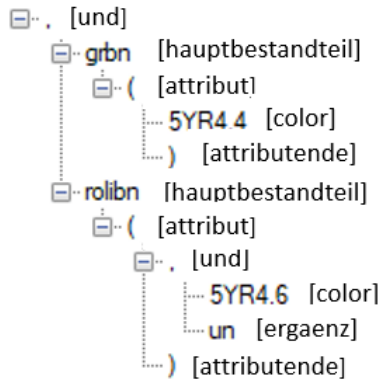 , [und]
grbn [hauptbestandteil]
( [attribut]
5YR4.4 [color]
) [attributende]
rolibn [hauptbestandteil]
( [attribut]
, [und]
5YR4.6 [color]
un [ergaenz]
) [attributende]